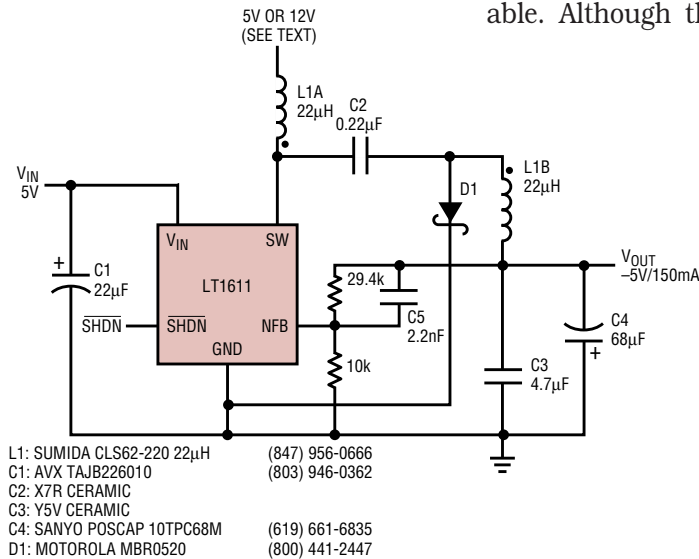 able. Although th
5V OR 12V
(SEE TEXT)
L1A
22µH
C2
0.22µF
L1B
22µH
D1
VIN
5V
VIN
SW
LT1611
SHDN
SHDN
NFB
GND
C1
22µF
+
29.4k
C5
2.2nF
10k
VOUT
–5V/150mA
C4
68µF
+
C3
4.7µF
L1: SUMIDA CLS62-220 22µH (847) 956-0666
C1: AVX TAJB226010 (803) 946-0362
C2: X7R CERAMIC
C3: Y5V CERAMIC
C4: SANYO POSCAP 10TPC68M (619) 661-6835
D1: MOTOROLA MBR0520 (800) 441-2447